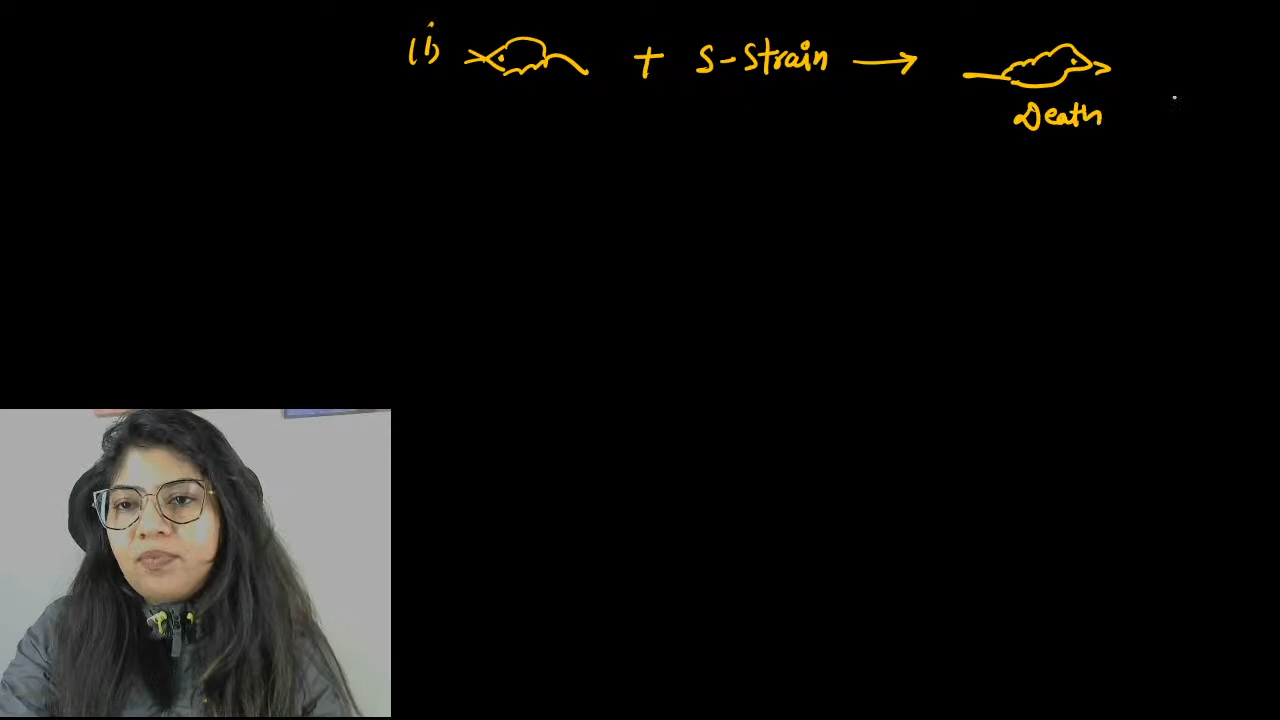 (i) + S-Strain →
Death